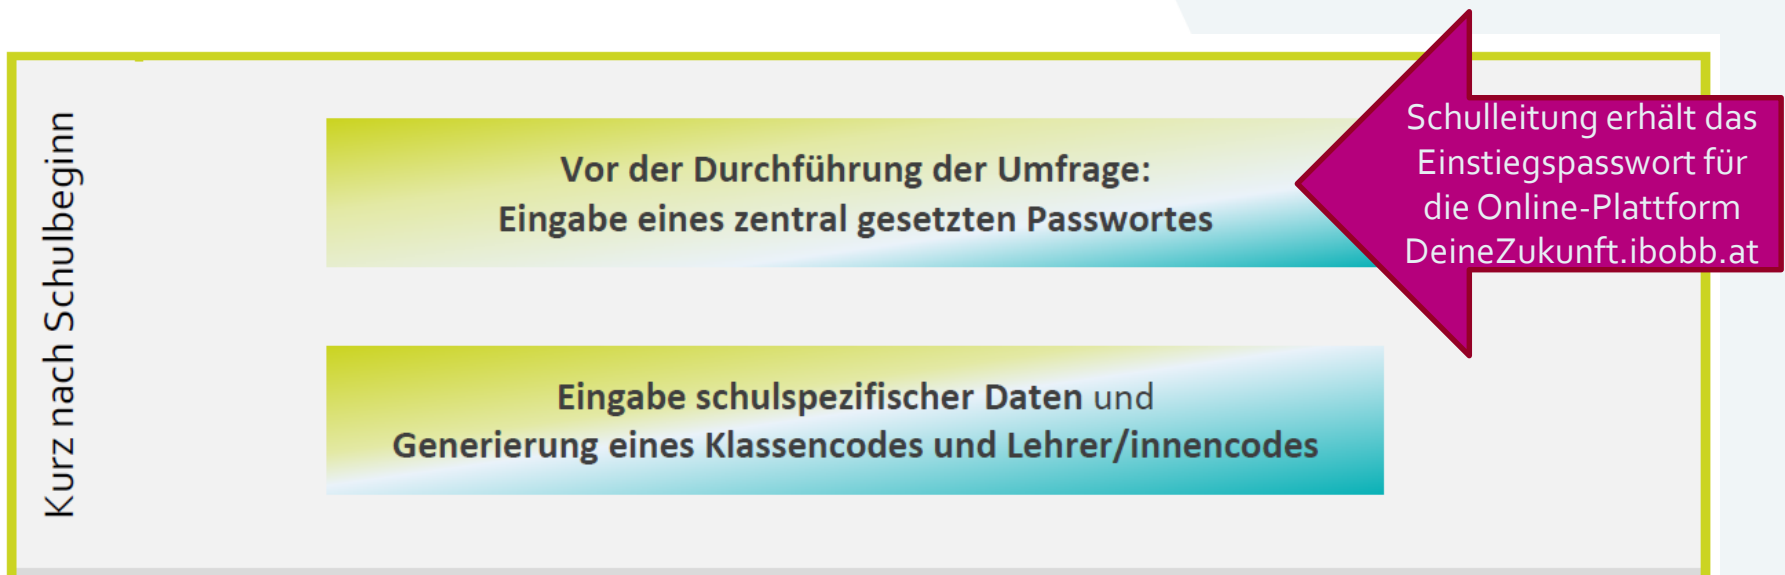 Kurz nach Schulbeginn
Vor der Durchführung der Umfrage:
Eingabe eines zentral gesetzten Passwortes
Schulleitung erhält das
Einstiegspasswort für
die Online-Plattform
DeineZukunft.ibobb.at
Eingabe schulspezifischer Daten und
Generierung eines Klassencodes und Lehrer/innencodes